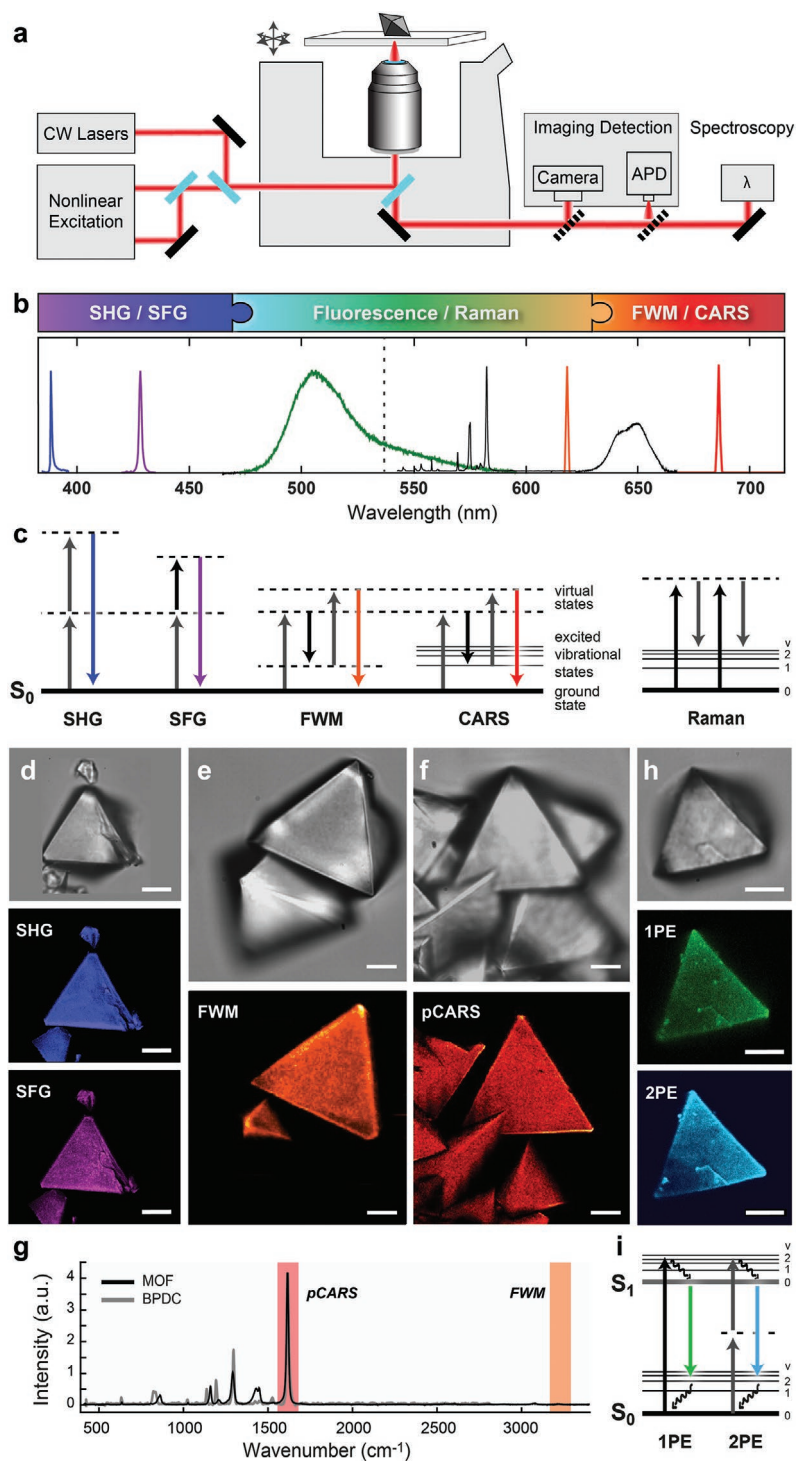 a
CW Lasers
Nonlinear
Excitation
Imaging Detection
Camera
APD
Spectroscopy
λ
b
SHG / SFG
Fluorescence / Raman
FWM / CARS
400
450
500
550
600
650
700
Wavelength (nm)
c
virtual
states
excited
vibrational
states
ground
state
v
2
1
0
S0
SHG
SFG
FWM
CARS
Raman
d
e
f
h
SHG
SFG
FWM
pCARS
1PE
2PE
g
Intensity (a.u.)
4
3
2
1
0
MOF
BPDC
pCARS
FWM
500
1000
1500
2000
2500
3000
Wavenumber (cm-1)
i
v
2
1
0
S1
v
2
1
0
S0
1PE
2PE